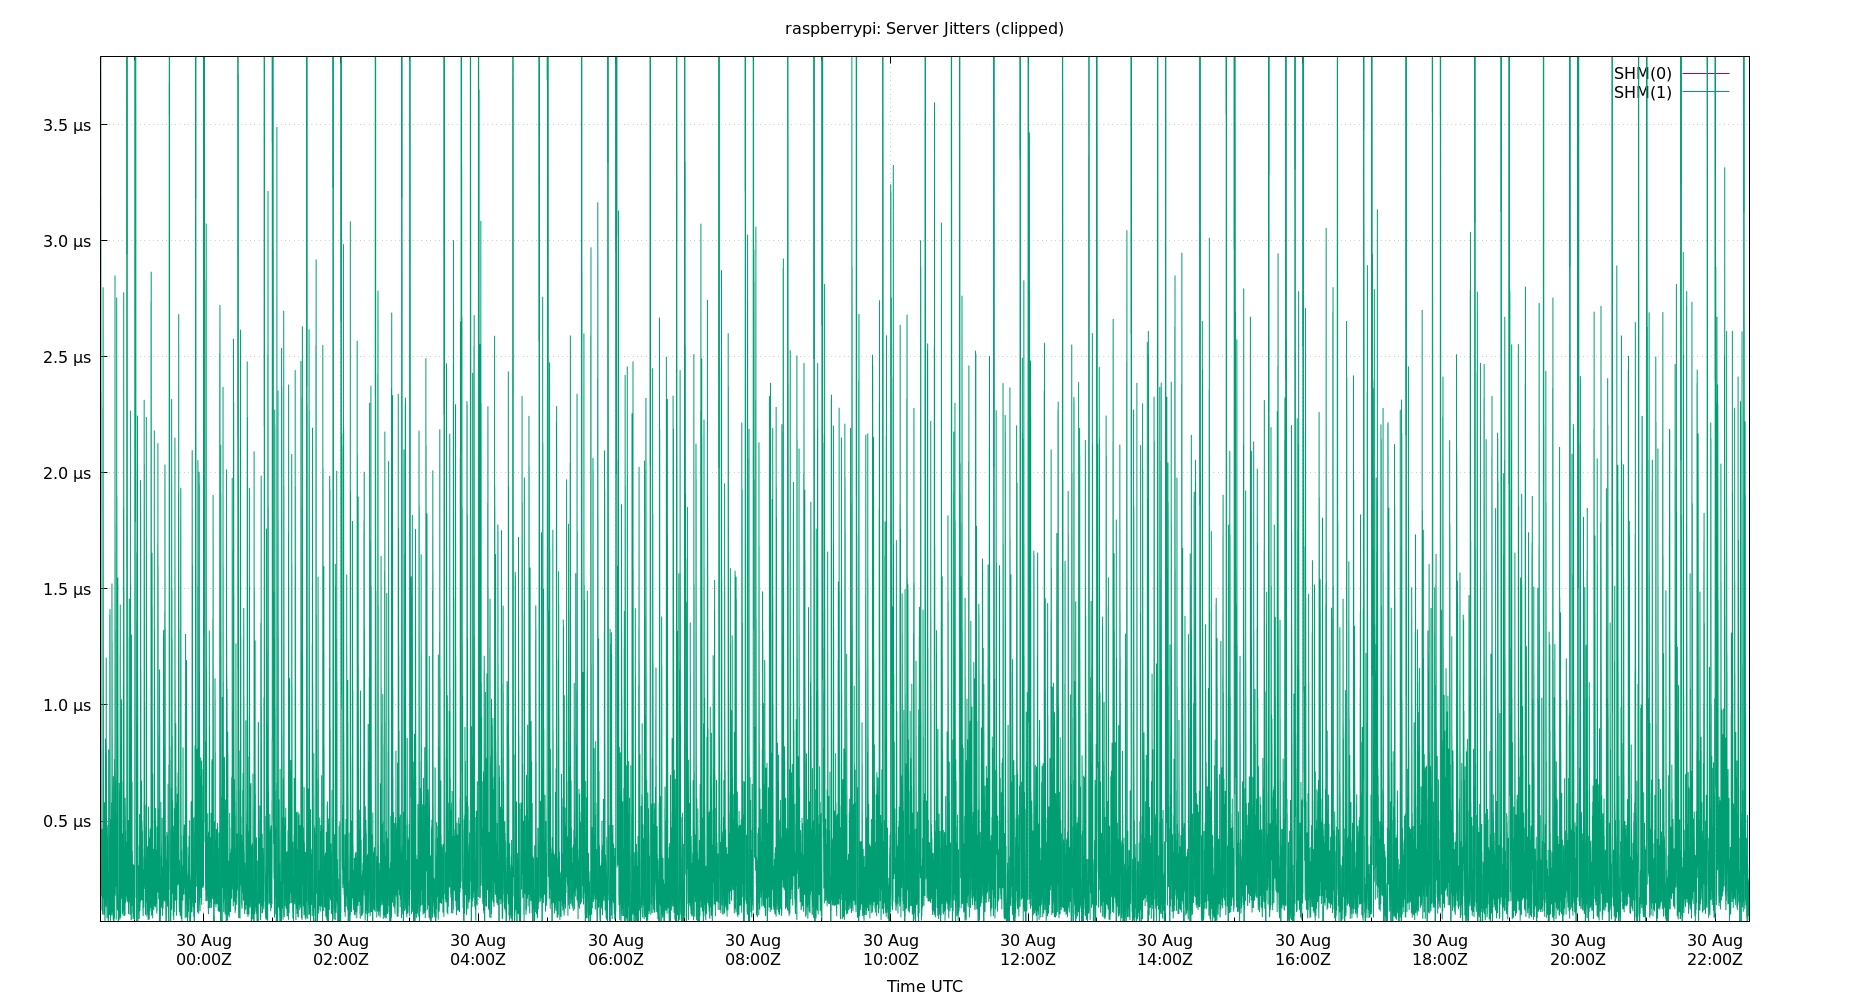 raspberrypi: Server Jitters (clipped)
SHM(0)
SHM(1)
3.5 µs
3.0 µs
2.5 µs
2.0 µs
1.5 µs
1.0 µs
0.5 µs
30 Aug 30 Aug 30 Aug 30 Aug 30 Aug 30 Aug 30 Aug 30 Aug 30 Aug 30 Aug 30 Aug 30 Aug
00:00Z 02:00Z 04:00Z 06:00Z 08:00Z 10:00Z 12:00Z 14:00Z 16:00Z 18:00Z 20:00Z 22:00Z
Time UTC